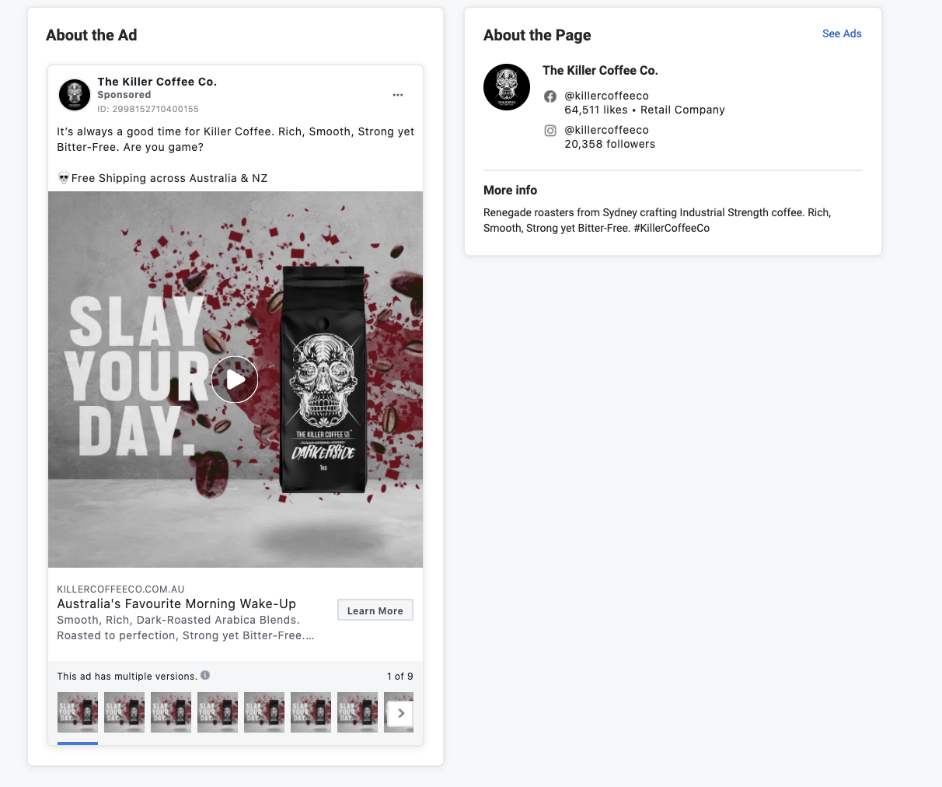 About the Ad
The Killer Coffee Co.
Sponsored
ID: 2998152710400155
It's always a good time for Killer Coffee. Rich, Smooth, Strong yet
Bitter-Free. Are you game?
💀Free Shipping across Australia & NZ
SLAY
YOUR
DAY.
THE KILLER COFFEE CO
DARKERSIDE
1KG
KILLERCOFFEECO.COM.AU
Australia's Favourite Morning Wake-Up
Smooth, Rich, Dark-Roasted Arabica Blends.
Roasted to perfection, Strong yet Bitter-Free....
Learn More
This ad has multiple versions.
1 of 9
About the Page
See Ads
The Killer Coffee Co.
@killercoffeeco
64,511 likes • Retail Company
@killercoffeeco
20,358 followers
More info
Renegade roasters from Sydney crafting Industrial Strength coffee. Rich,
Smooth, Strong yet Bitter-Free. #KillerCoffeeCo